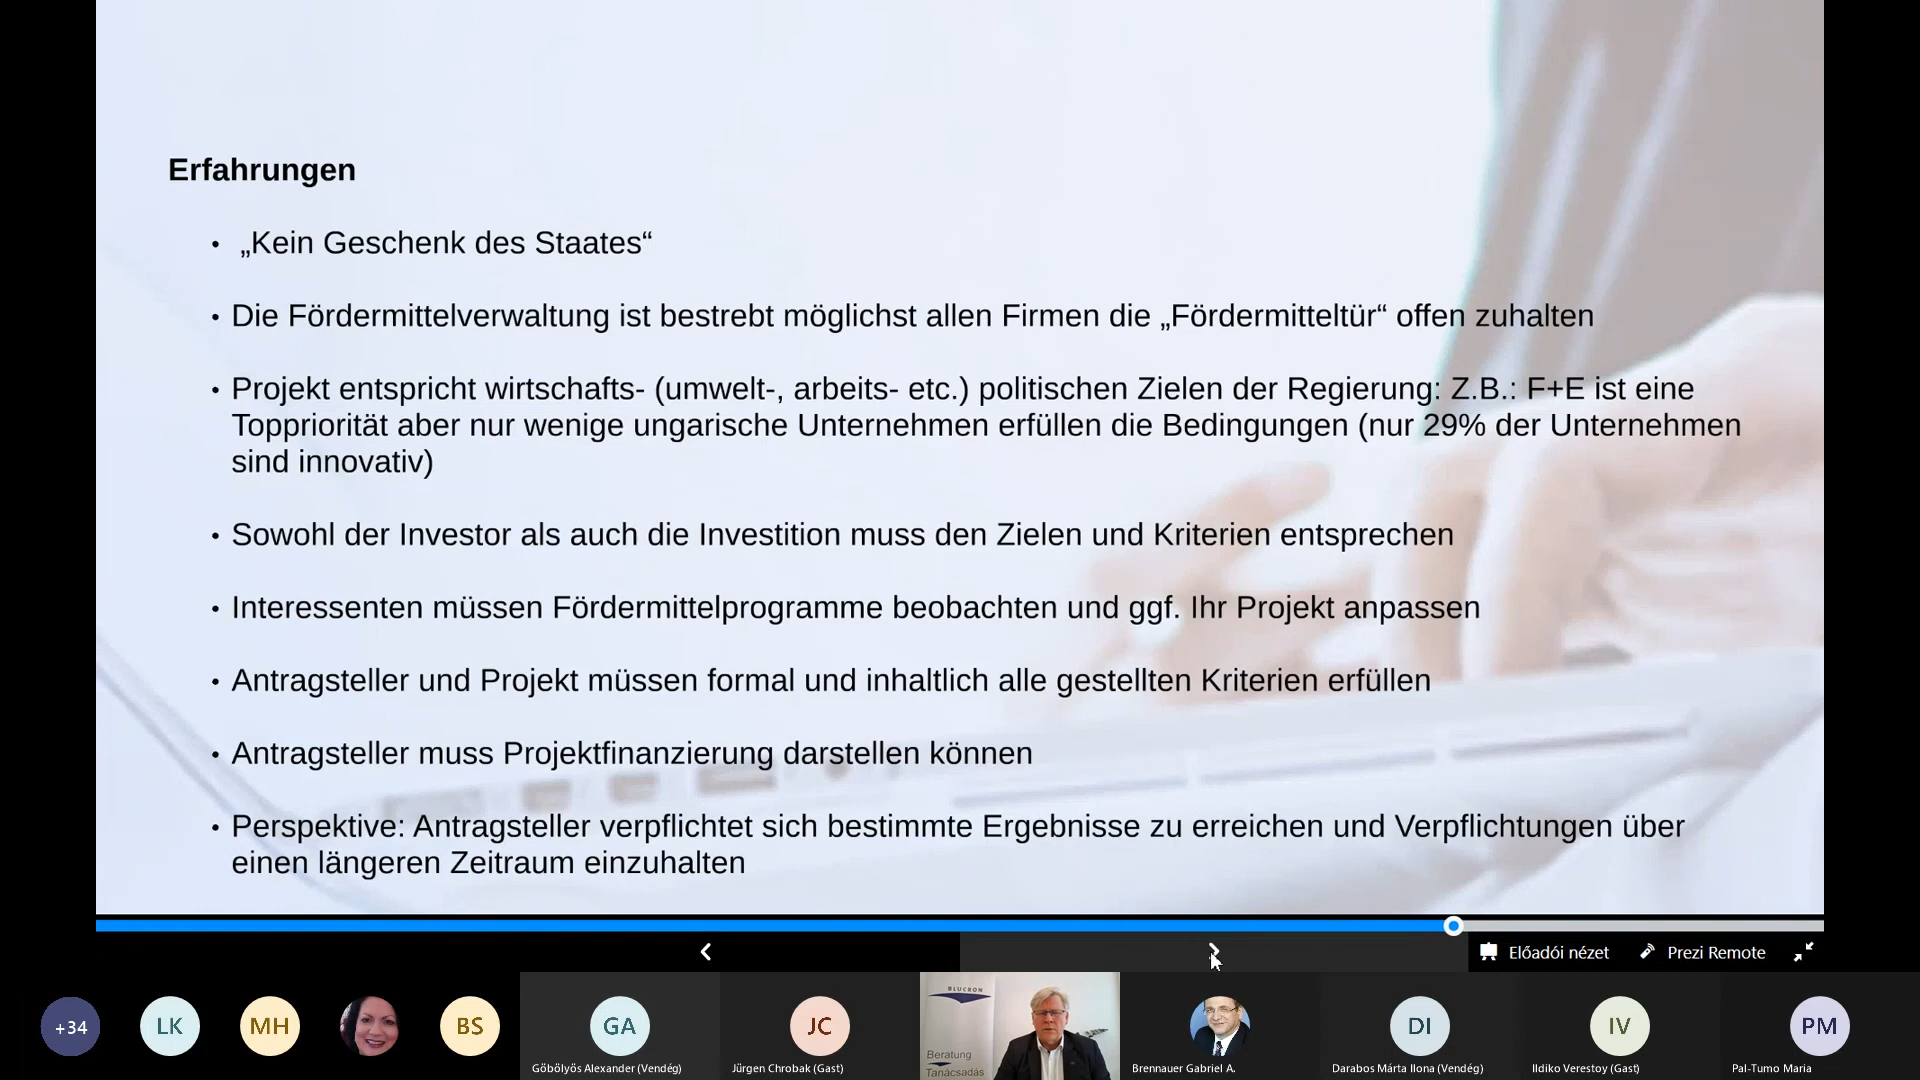 Erfahrungen
• „Kein Geschenk des Staates“
• Die Fördermittelverwaltung ist bestrebt möglichst allen Firmen die „Fördermitteltür“ offen zuhalten
• Projekt entspricht wirtschafts- (umwelt-, arbeits- etc.) politischen Zielen der Regierung: Z.B.: F+E ist eine
Toppriorität aber nur wenige ungarische Unternehmen erfüllen die Bedingungen (nur 29% der Unternehmen
sind innovativ)
• Sowohl der Investor als auch die Investition muss den Zielen und Kriterien entsprechen
• Interessenten müssen Fördermittelprogramme beobachten und ggf. Ihr Projekt anpassen
• Antragsteller und Projekt müssen formal und inhaltlich alle gestellten Kriterien erfüllen
• Antragsteller muss Projektfinanzierung darstellen können
• Perspektive: Antragsteller verpflichtet sich bestimmte Ergebnisse zu erreichen und Verpflichtungen über
einen längeren Zeitraum einzuhalten
Előadói nézet
Prezi Remote
+34
LK
MH
BS
GA
Göbölyös Alexander (Vendég)
JC
Jürgen Chrobak (Gast)
BLUCRON
Beratung
Tanácsadás
Brennauer Gabriel A.
DI
Darabos Márta Ilona (Vendég)
IV
Ildiko Verestoy (Gast)
PM
Pal-Tumo Maria